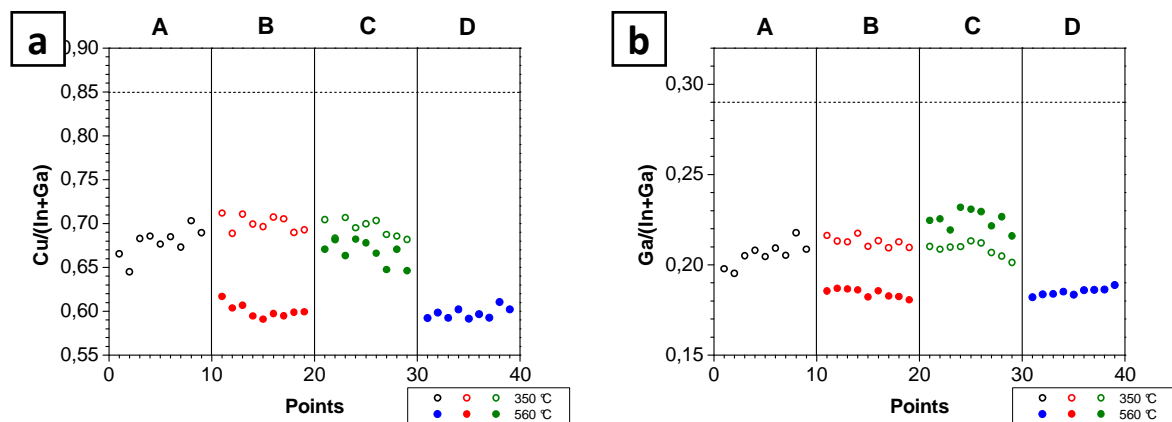 a
A B C D
0,90
0,85
0,80
0,75
0,70
0,65
0,60
0,55
Cu/(In+Ga)
0 10 20 30 40
Points
350 °C
560 °C
b
A B C D
0,30
0,25
0,20
0,15
Ga/(In+Ga)
0 10 20 30 40
Points
350 °C
560 °C